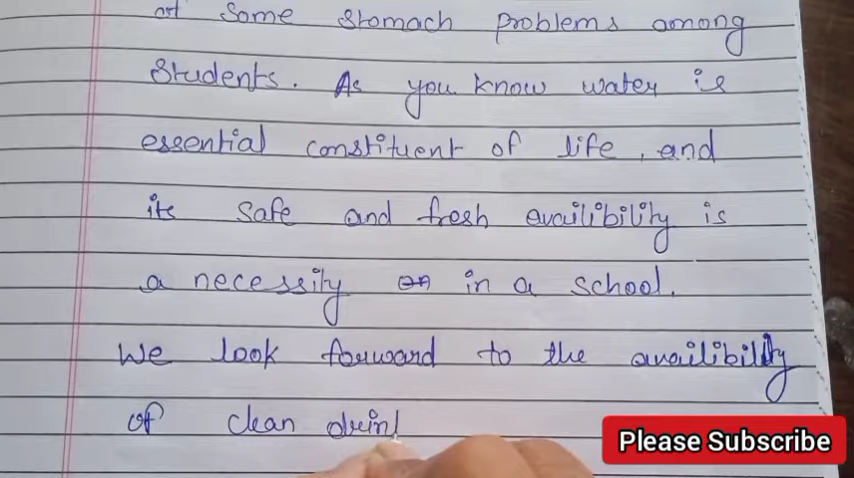 of some stomach problems among
students. As you know water is
essential constituent of life, and
its safe and fresh availibility is
a necessity in a school.
We look forward to the availibility
of clean drin
Please Subscribe